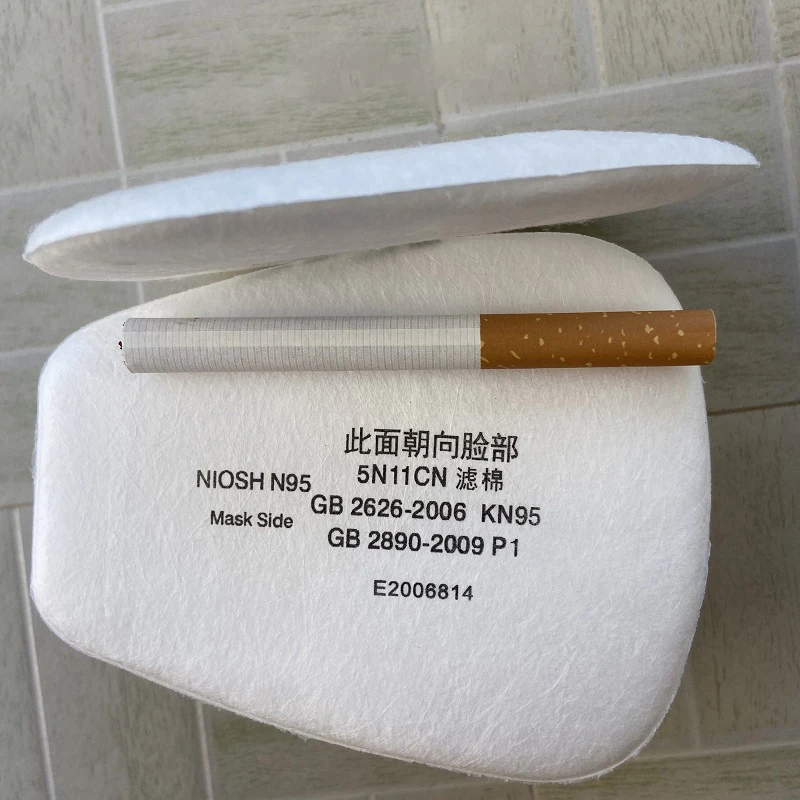 此面朝向脸部
5N11CN 滤棉
NIOSH N95
GB 2626-2006 KN95
Mask Side
GB 2890-2009 P1
E2006814